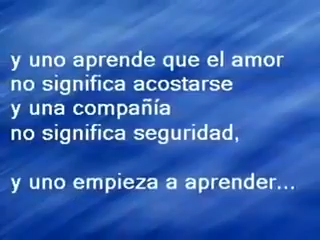 y uno aprende que el amor
no significa acostarse
y una compañía
no significa seguridad,
y uno empieza a aprender...